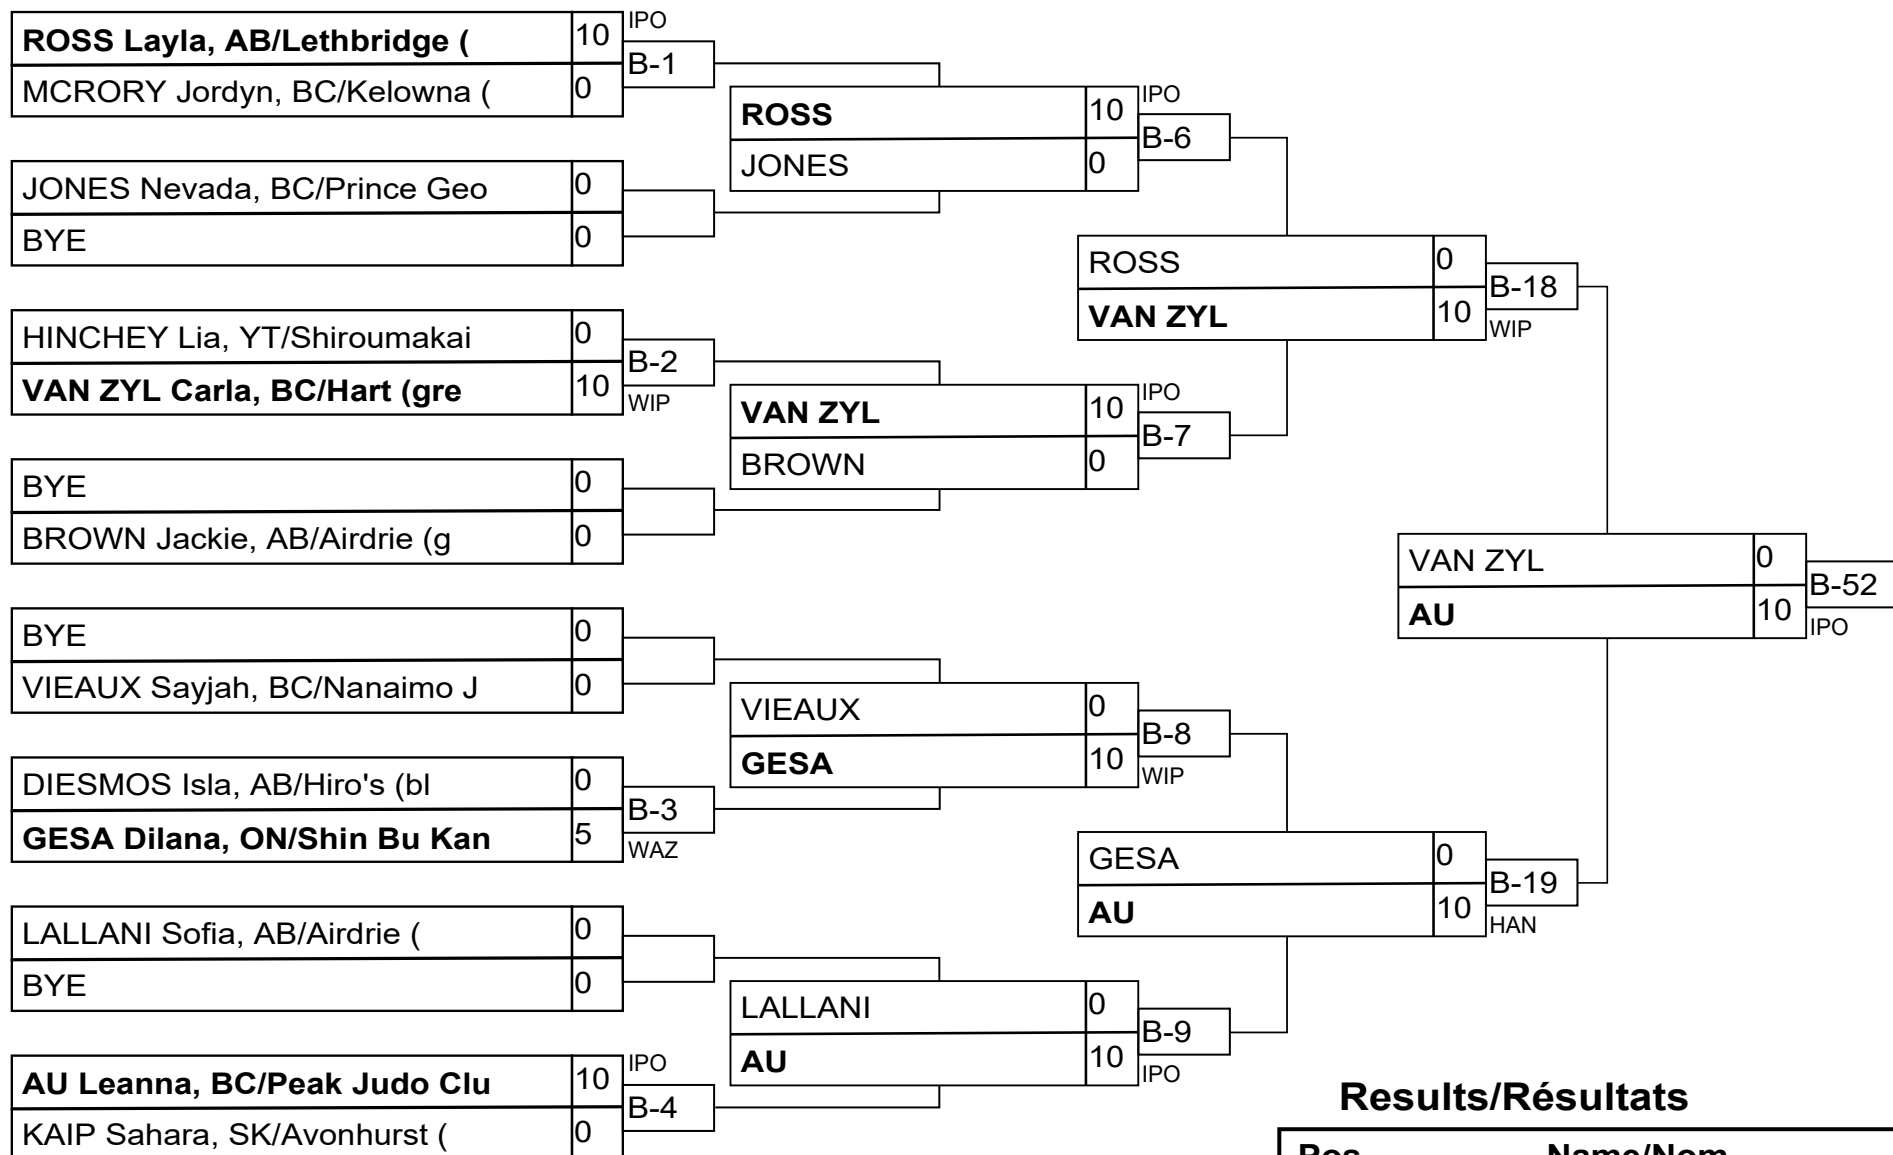 ROSS Layla, AB/Lethbridge ( 10 IPO
MCRORY Jordyn, BC/Kelowna ( 0
B-1
JONES Nevada, BC/Prince Geo 0
BYE 0
HINCHEY Lia, YT/Shiroumakai 0
VAN ZYL Carla, BC/Hart (gre 10 WIP
B-2
BYE 0
BROWN Jackie, AB/Airdrie (g 0
BYE 0
VIEAUX Sayjah, BC/Nanaimo J 0
DIESMOS Isla, AB/Hiro's (bl 0
GESA Dilana, ON/Shin Bu Kan 5 WAZ
B-3
LALLANI Sofia, AB/Airdrie ( 0
BYE 0
AU Leanna, BC/Peak Judo Clu 10 IPO
KAIP Sahara, SK/Avonhurst ( 0
B-4
ROSS 10 IPO
JONES 0
B-6
VAN ZYL 10 IPO
BROWN 0
B-7
VIEAUX 0
GESA 10 WIP
B-8
LALLANI 0
AU 10 IPO
B-9
ROSS 0
VAN ZYL 10 WIP
B-18
GESA 0
AU 10 HAN
B-19
VAN ZYL 0
AU 10 IPO
B-52
Results/Résultats
Pos Name/Nom